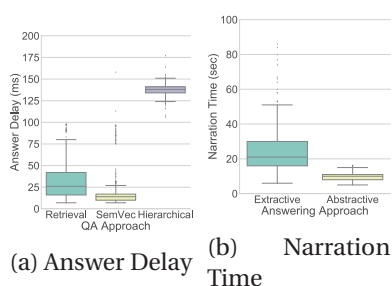 200
175
150
125
100
75
50
25
0
Answer Delay (ms)
Retrieval SemVec Hierarchical
QA Approach
(a) Answer Delay
100
80
60
40
20
0
Narration Time (sec)
Extractive Abstractive
Answering Approach
(b) Narration
Time